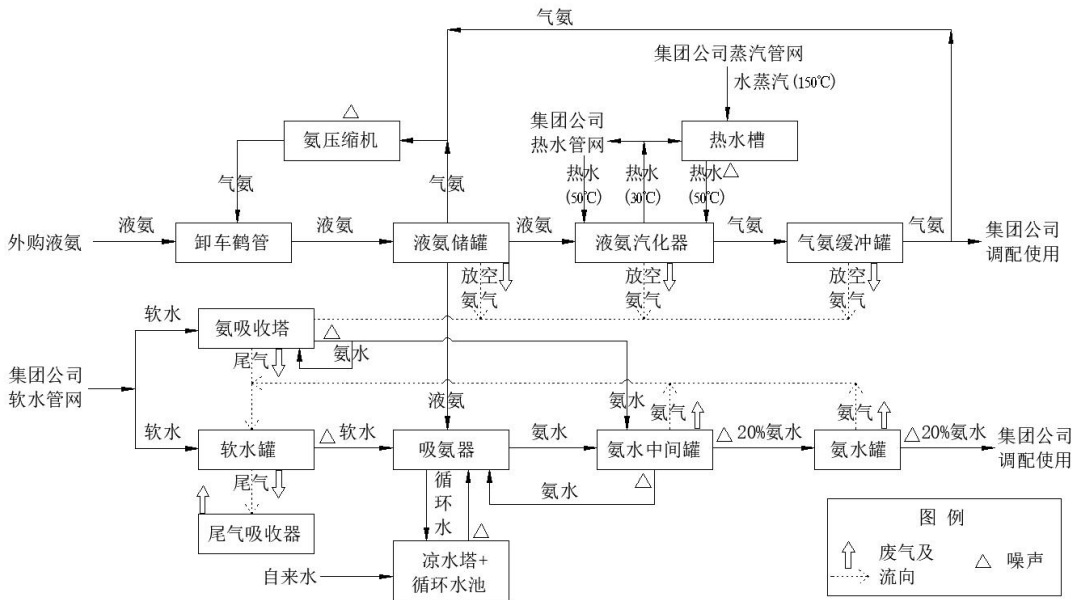 气氨
集团公司蒸汽管网
水蒸汽(150℃)
氨压缩机
集团公司
热水管网
热水槽
气氨
气氨
热水
(50℃)
热水
(30℃)
热水
(50℃)
外购液氨
液氨
卸车鹤管
液氨
液氨储罐
液氨
液氨汽化器
气氨
气氨缓冲罐
气氨
集团公司
调配使用
放空
氨气
放空
氨气
放空
氨气
软水
氨吸收塔
氨水
尾气
集团公司
软水管网
液氨
氨水
氨气
氨气
软水
软水罐
软水
吸氨器
氨水
氨水中间罐
20%氨水
氨水罐
20%氨水
集团公司
调配使用
尾气
循
环
水
氨水
尾气吸收器
凉水塔+
循环水池
自来水
图 例
废气及
流向
噪声